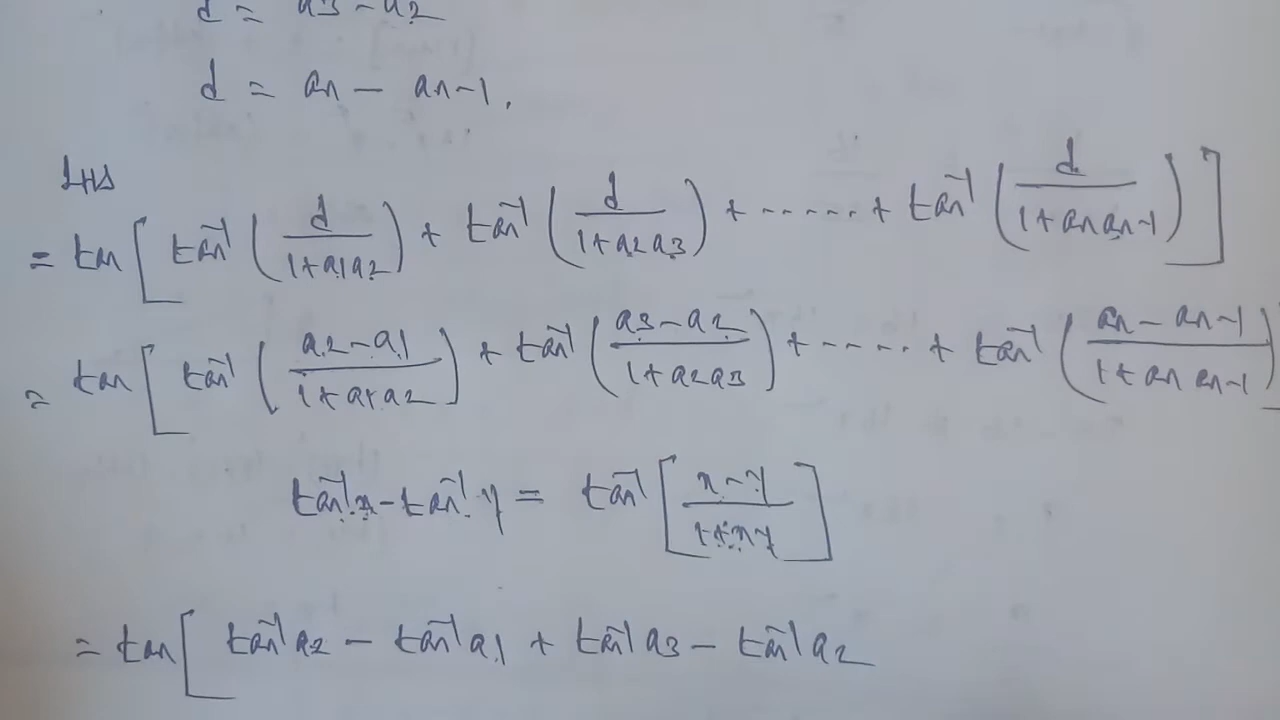 d = a3 - a2
d = an - an-1.
LHS
= tan [ tan⁻¹ (d / 1+a1a2) + tan⁻¹ (d / 1+a2a3) + ...... + tan⁻¹ (d / 1+an an-1) ]
= tan [ tan⁻¹ (a2-a1 / 1+a1a2) + tan⁻¹ (a3-a2 / 1+a2a3) + ..... + tan⁻¹ (an-an-1 / 1+an an-1)
tan⁻¹x - tan⁻¹y = tan⁻¹ [x-y / 1+xy]
= tan [ tan⁻¹a2 - tan⁻¹a1 + tan⁻¹a3 - tan⁻¹a2